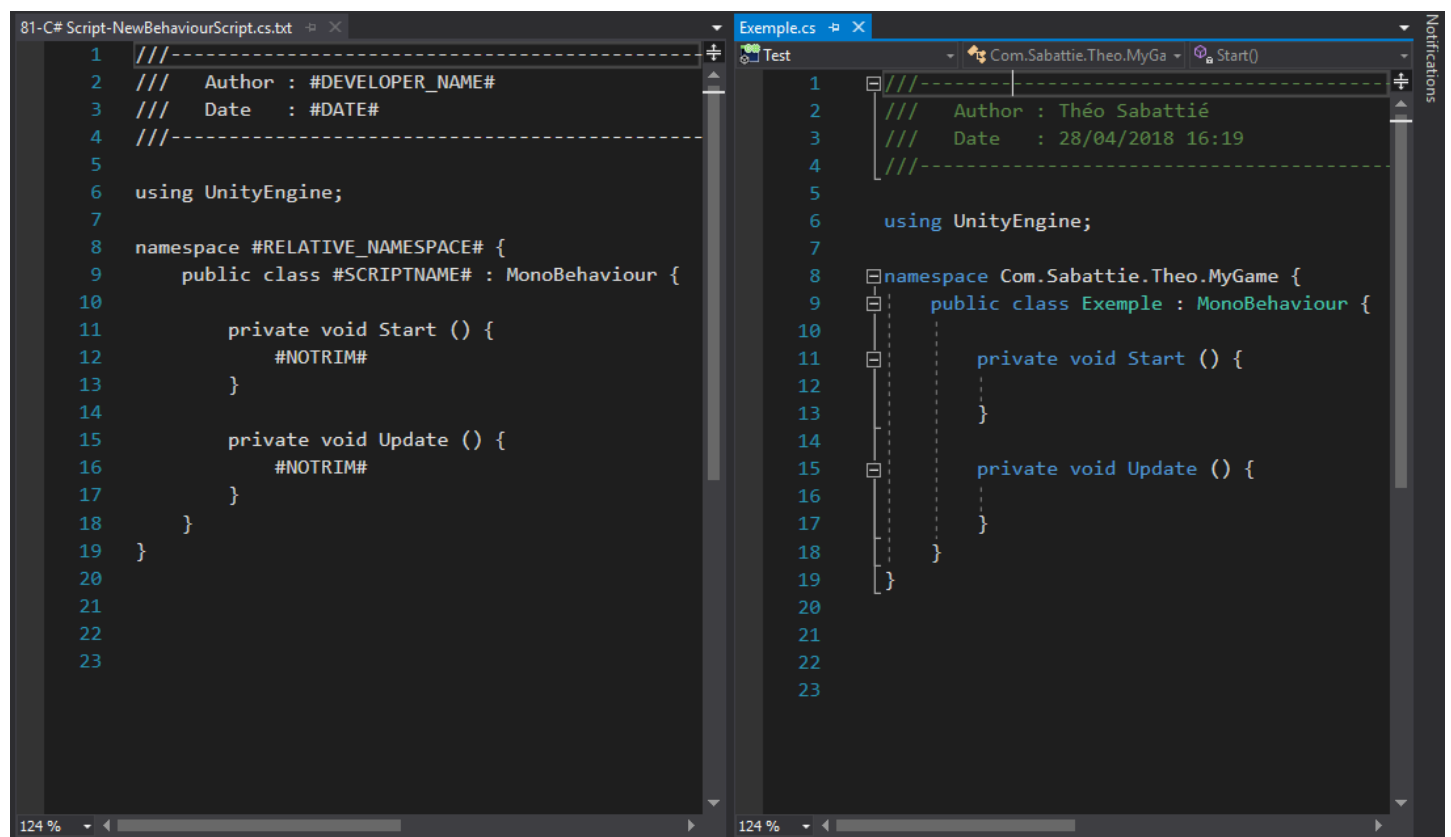 81-C# Script-NewBehaviourScript.cs.txt
1 ///----------------------------------------------
2 ///   Author : #DEVELOPER_NAME#
3 ///   Date   : #DATE#
4 ///----------------------------------------------
5
6 using UnityEngine;
7
8 namespace #RELATIVE_NAMESPACE# {
9     public class #SCRIPTNAME# : MonoBehaviour {
10
11         private void Start () {
12             #NOTRIM#
13         }
14
15         private void Update () {
16             #NOTRIM#
17         }
18     }
19 }
20
21
22
23
124 %
Exemple.cs
Test
Com.Sabattie.Theo.MyGa
Start()
1 ///-----------------------------------------
2 ///   Author : Théo Sabattié
3 ///   Date   : 28/04/2018 16:19
4 ///-----------------------------------------
5
6 using UnityEngine;
7
8 namespace Com.Sabattie.Theo.MyGame {
9     public class Exemple : MonoBehaviour {
10
11         private void Start () {
12
13         }
14
15         private void Update () {
16
17         }
18     }
19 }
20
21
22
23
124 %
Notifications